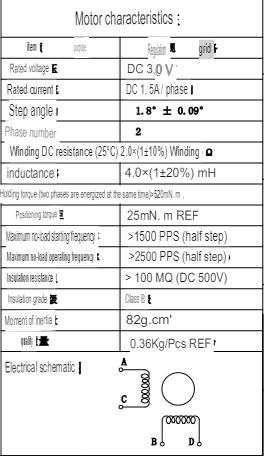 Motor characteristics :
item purpose Regulation grid
Rated voltage DC 3.0 V
Rated current DC 1. 5A / phase
Step angle 1.8° ± 0.09°
Phase number 2
Winding DC resistance (25°C) 2.0×(1±10%) Winding · Ω
inductance 4.0×(1±20%) mH
Holding torque (two phases are energized at the same time)>520mN. m .
Positioning torque 25mN. m REF
Maximum no-load starting frequency >1500 PPS (half step)
Maximum no-load operating frequency >2500 PPS (half step)
Insulation resistance > 100 MQ (DC 500V)
Insulation grade Class B
Moment of inertia 82g.cm'
quality 0.36Kg/Pcs REF
Electrical schematic
A
C
B D